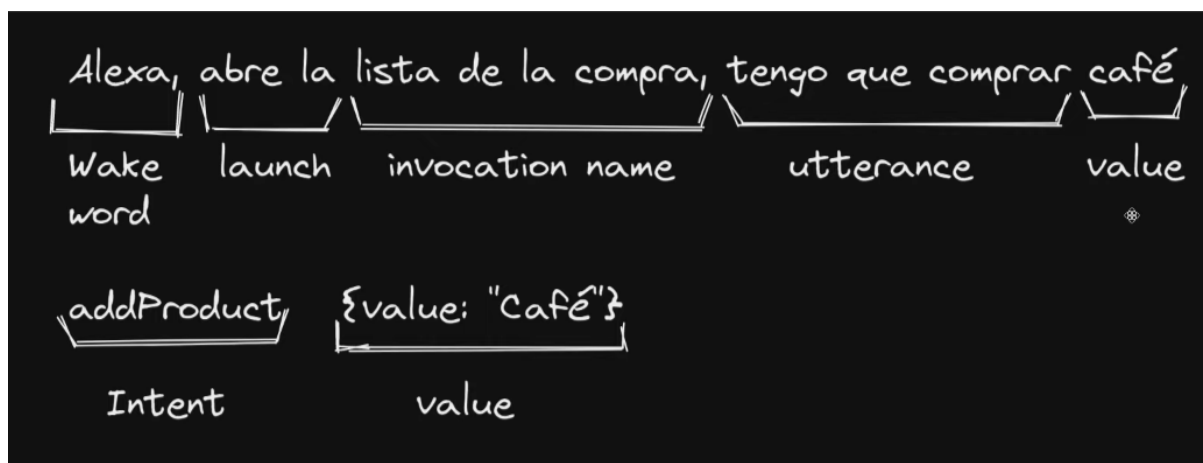 Alexa, abre la lista de la compra, tengo que comprar café
Wake launch invocation name utterance value
word
addProduct {value: "Café"}
Intent value